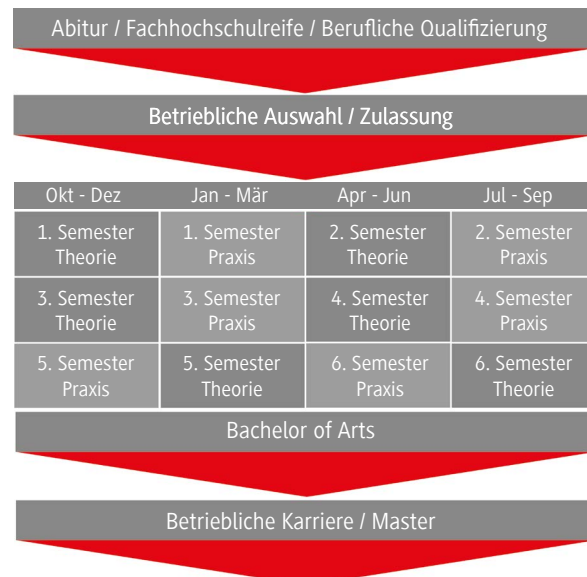 Abitur / Fachhochschulreife / Berufliche Qualifizierung
Betriebliche Auswahl / Zulassung
Okt - Dez Jan - Mär Apr - Jun Jul - Sep
1. Semester 1. Semester 2. Semester 2. Semester
Theorie Praxis Theorie Praxis
3. Semester 3. Semester 4. Semester 4. Semester
Theorie Praxis Theorie Praxis
5. Semester 5. Semester 6. Semester 6. Semester
Praxis Theorie Praxis Theorie
Bachelor of Arts
Betriebliche Karriere / Master